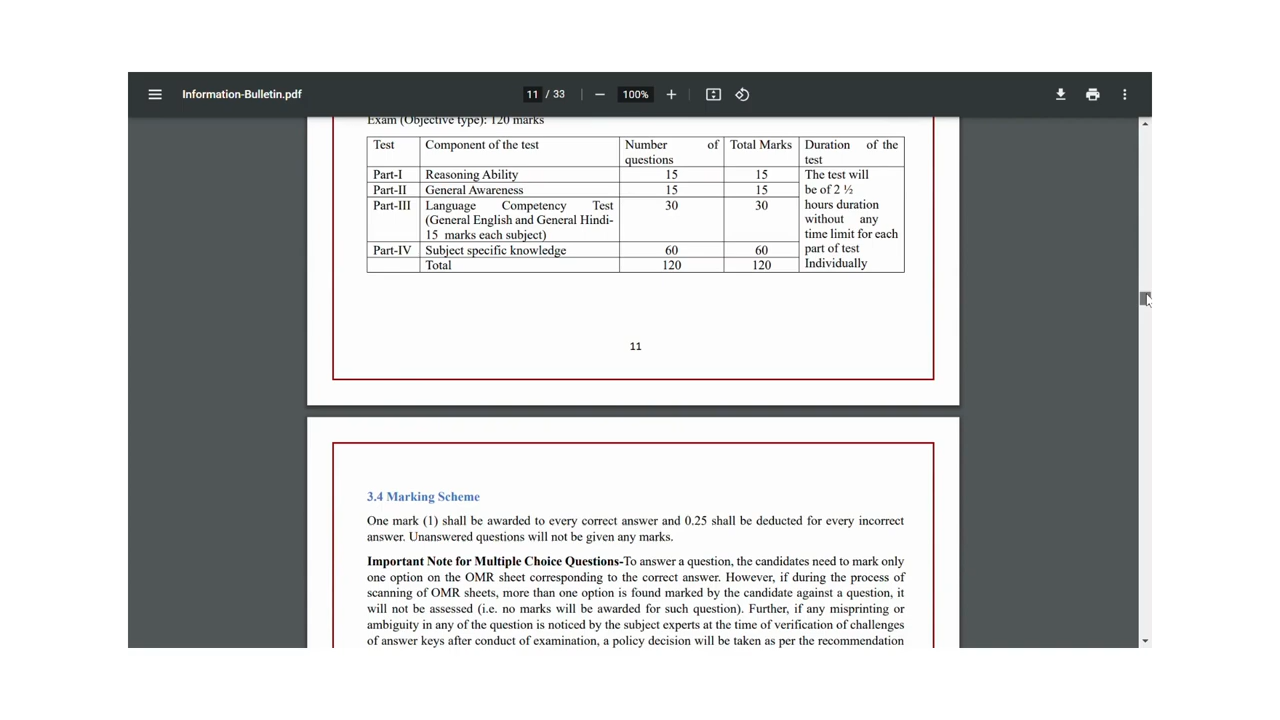 Information-Bulletin.pdf
11 / 33
100%
Exam (Objective type): 120 marks
Test Component of the test Number of questions Total Marks Duration of the test
Part-I Reasoning Ability 15 15 The test will
Part-II General Awareness 15 15 be of 2 ½
Part-III Language Competency Test 30 30 hours duration
(General English and General Hindi- without any
15 marks each subject) time limit for each
Part-IV Subject specific knowledge 60 60 part of test
Total 120 120 Individually
11
3.4 Marking Scheme
One mark (1) shall be awarded to every correct answer and 0.25 shall be deducted for every incorrect
answer. Unanswered questions will not be given any marks.
Important Note for Multiple Choice Questions-To answer a question, the candidates need to mark only
one option on the OMR sheet corresponding to the correct answer. However, if during the process of
scanning of OMR sheets, more than one option is found marked by the candidate against a question, it
will not be assessed (i.e. no marks will be awarded for such question). Further, if any misprinting or
ambiguity in any of the question is noticed by the subject experts at the time of verification of challenges
of answer keys after conduct of examination, a policy decision will be taken as per the recommendation